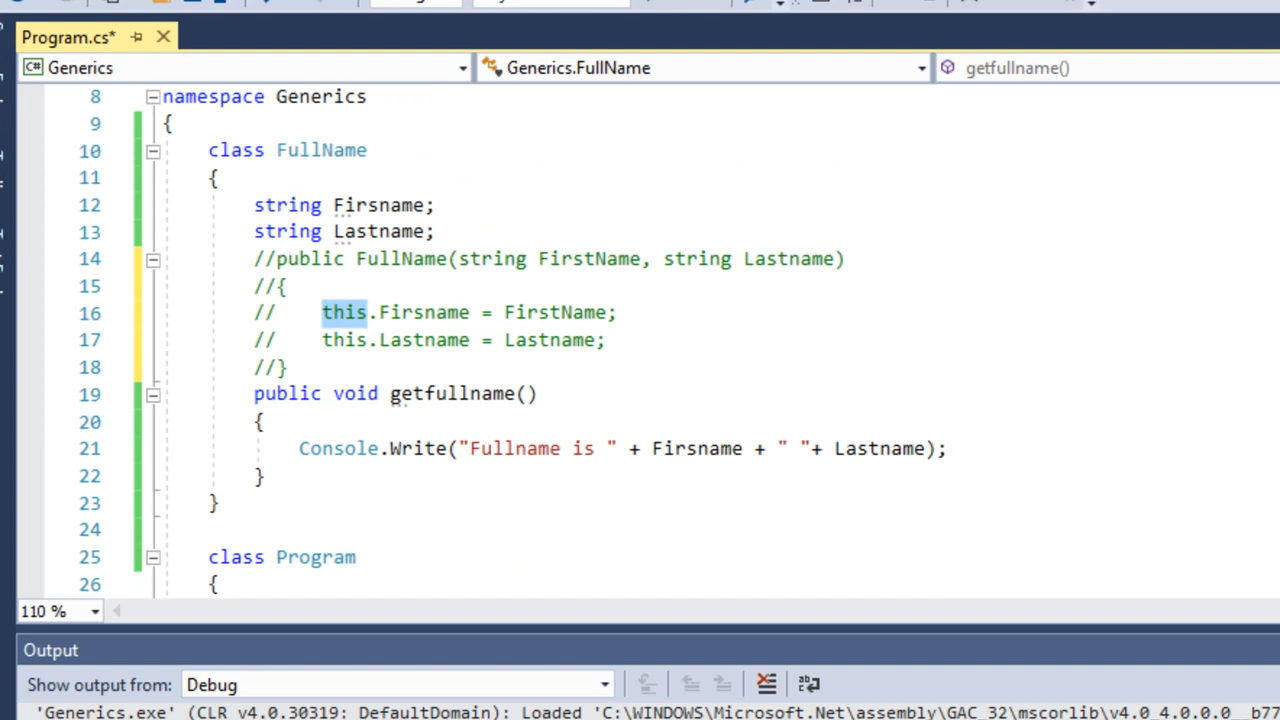 Program.cs*
Generics Generics.FullName getfullname()
8 namespace Generics
9 {
10 class FullName
11 {
12 string Firsname;
13 string Lastname;
14 //public FullName(string FirstName, string Lastname)
15 //{
16 // this.Firsname = FirstName;
17 // this.Lastname = Lastname;
18 //}
19 public void getfullname()
20 {
21 Console.Write("Fullname is " + Firsname + " "+ Lastname);
22 }
23 }
24
25 class Program
26 {
110 %
Output
Show output from: Debug
'Generics.exe' (CLR v4.0.30319: DefaultDomain): Loaded 'C:\WINDOWS\Microsoft.Net\assembly\GAC_32\mscorlib\v4.0_4.0.0.0__b77